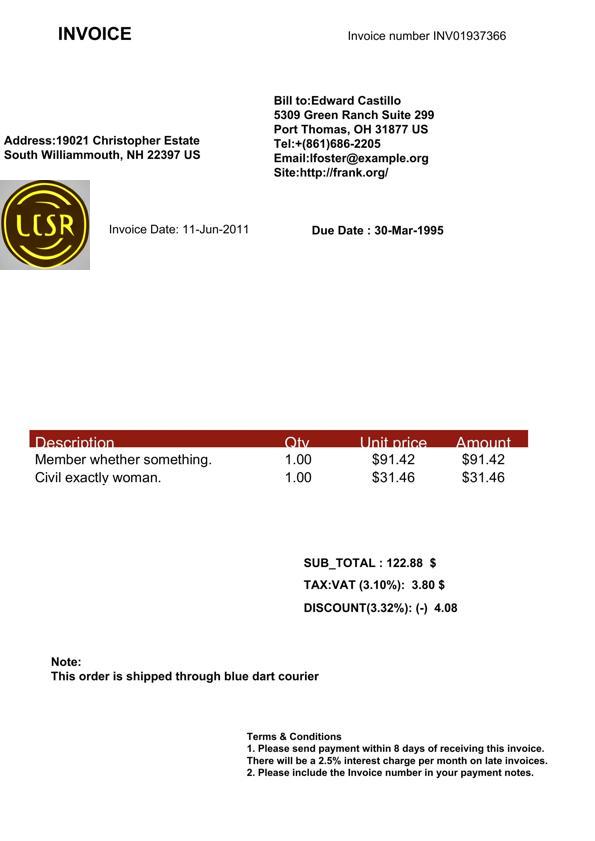 INVOICE
Invoice number INV01937366
Bill to:Edward Castillo
5309 Green Ranch Suite 299
Port Thomas, OH 31877 US
Tel:+(861)686-2205
Email:lfoster@example.org
Site:http://frank.org/
Address:19021 Christopher Estate
South Williammouth, NH 22397 US
LCSR
Invoice Date: 11-Jun-2011
Due Date : 30-Mar-1995
Description Qty Unit price Amount
Member whether something. 1.00 $91.42 $91.42
Civil exactly woman. 1.00 $31.46 $31.46
SUB_TOTAL : 122.88 $
TAX:VAT (3.10%): 3.80 $
DISCOUNT(3.32%): (-) 4.08
Note:
This order is shipped through blue dart courier
Terms & Conditions
1. Please send payment within 8 days of receiving this invoice.
There will be a 2.5% interest charge per month on late invoices.
2. Please include the Invoice number in your payment notes.